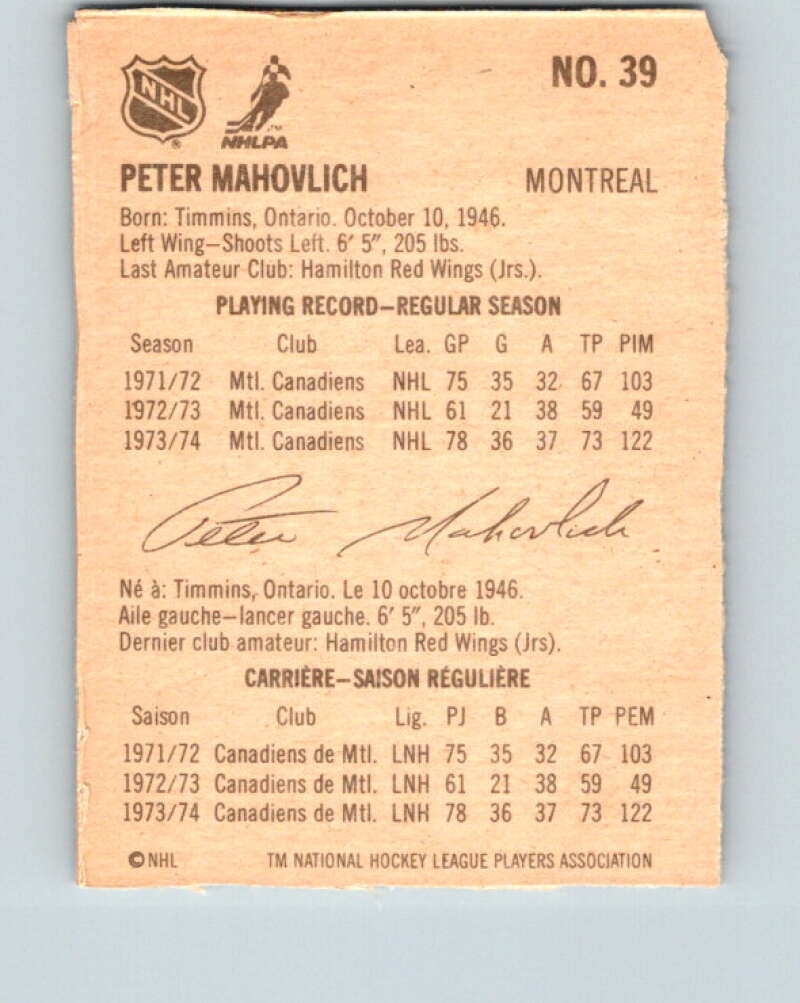 NHL
®
NHLPA
™
NO. 39
PETER MAHOVLICH MONTREAL
Born: Timmins, Ontario. October 10, 1946.
Left Wing—Shoots Left. 6′ 5″, 205 lbs.
Last Amateur Club: Hamilton Red Wings (Jrs.).
PLAYING RECORD—REGULAR SEASON
Season Club Lea. GP G A TP PIM
1971/72 Mtl. Canadiens NHL 75 35 32 67 103
1972/73 Mtl. Canadiens NHL 61 21 38 59 49
1973/74 Mtl. Canadiens NHL 78 36 37 73 122
Peter Mahovlich
Né à: Timmins, Ontario. Le 10 octobre 1946.
Aile gauche—lancer gauche. 6′ 5″, 205 lb.
Dernier club amateur: Hamilton Red Wings (Jrs).
CARRIÈRE—SAISON RÉGULIÈRE
Saison Club Lig. PJ B A TP PEM
1971/72 Canadiens de Mtl. LNH 75 35 32 67 103
1972/73 Canadiens de Mtl. LNH 61 21 38 59 49
1973/74 Canadiens de Mtl. LNH 78 36 37 73 122
©NHL TM NATIONAL HOCKEY LEAGUE PLAYERS ASSOCIATION